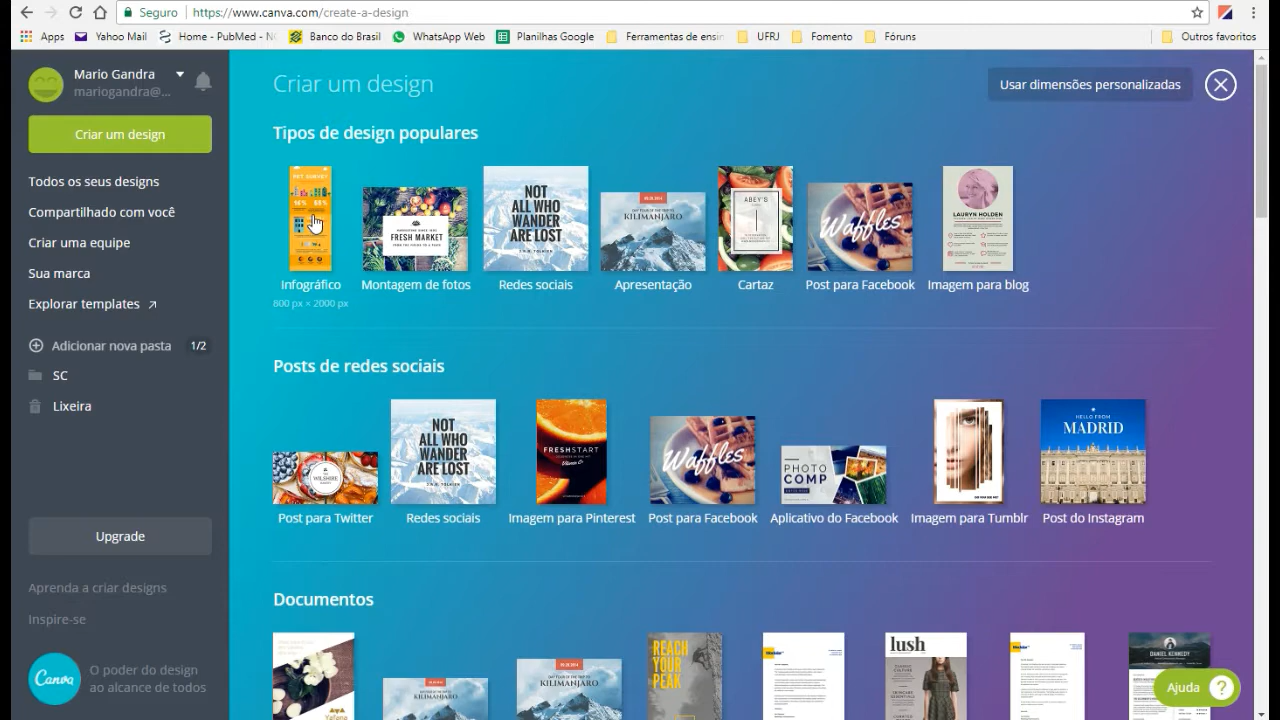 Seguro https://www.canva.com/create-a-design
Apps Yahoo Mail Home - PubMed - NC Banco do Brasil WhatsApp Web Planilhas Google Ferramentas de ensin UFRJ Fomento Fóruns Outros favoritos
Mario Gandra
mariogandra@...
Criar um design
Todos os seus designs
Compartilhado com você
Criar uma equipe
Sua marca
Explorar templates
Adicionar nova pasta 1/2
SC
Lixeira
Upgrade
Aprenda a criar designs
Inspire-se
Canva
O poder do design
Criar um design
Usar dimensões personalizadas
Tipos de design populares
PET SURVEY
FRESH MARKET
NOT
ALL WHO
WANDER
ARE LOST
KILIMANJARO
ABEY'S
Waffles
LAURYN HOLDEN
Infográfico Montagem de fotos Redes sociais Apresentação Cartaz Post para Facebook Imagem para blog
800 px × 2000 px
Posts de redes sociais
WILSHIRE
NOT
ALL WHO
WANDER
ARE LOST
FRESHSTART
Waffles
PHOTO
COMP
HELLO FROM
MADRID
Post para Twitter Redes sociais Imagem para Pinterest Post para Facebook Aplicativo do Facebook Imagem para Tumblr Post do Instagram
Documentos
KILIMANJARO
REACH
YOUR
PEAK
lush
DANIEL KENNEDY